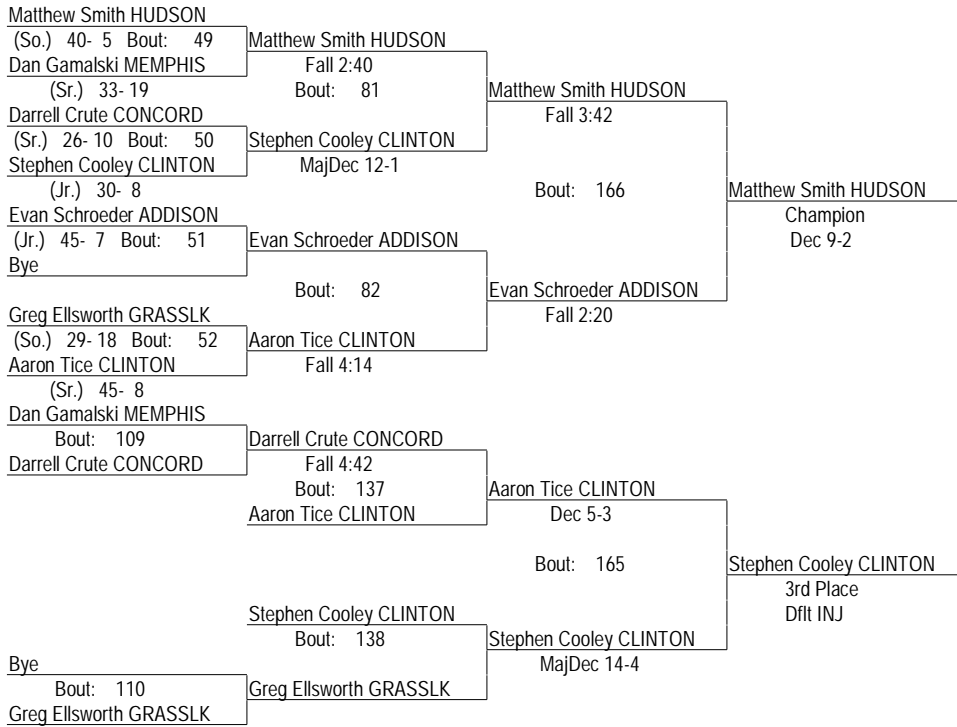 Matthew Smith HUDSON
(So.) 40- 5 Bout: 49 Matthew Smith HUDSON
Dan Gamalski MEMPHIS Fall 2:40
(Sr.) 33- 19 Bout: 81 Matthew Smith HUDSON
Darrell Crute CONCORD Fall 3:42
(Sr.) 26- 10 Bout: 50 Stephen Cooley CLINTON
Stephen Cooley CLINTON MajDec 12-1
(Jr.) 30- 8 Bout: 166 Matthew Smith HUDSON
Evan Schroeder ADDISON Champion
(Jr.) 45- 7 Bout: 51 Evan Schroeder ADDISON Dec 9-2
Bye
Bout: 82 Evan Schroeder ADDISON
Greg Ellsworth GRASSLK Fall 2:20
(So.) 29- 18 Bout: 52 Aaron Tice CLINTON
Aaron Tice CLINTON Fall 4:14
(Sr.) 45- 8
Dan Gamalski MEMPHIS
Bout: 109 Darrell Crute CONCORD
Darrell Crute CONCORD Fall 4:42
Bout: 137 Aaron Tice CLINTON
Aaron Tice CLINTON Dec 5-3
Bout: 165 Stephen Cooley CLINTON
3rd Place
Stephen Cooley CLINTON Dflt INJ
Bout: 138 Stephen Cooley CLINTON
Bye MajDec 14-4
Bout: 110 Greg Ellsworth GRASSLK
Greg Ellsworth GRASSLK